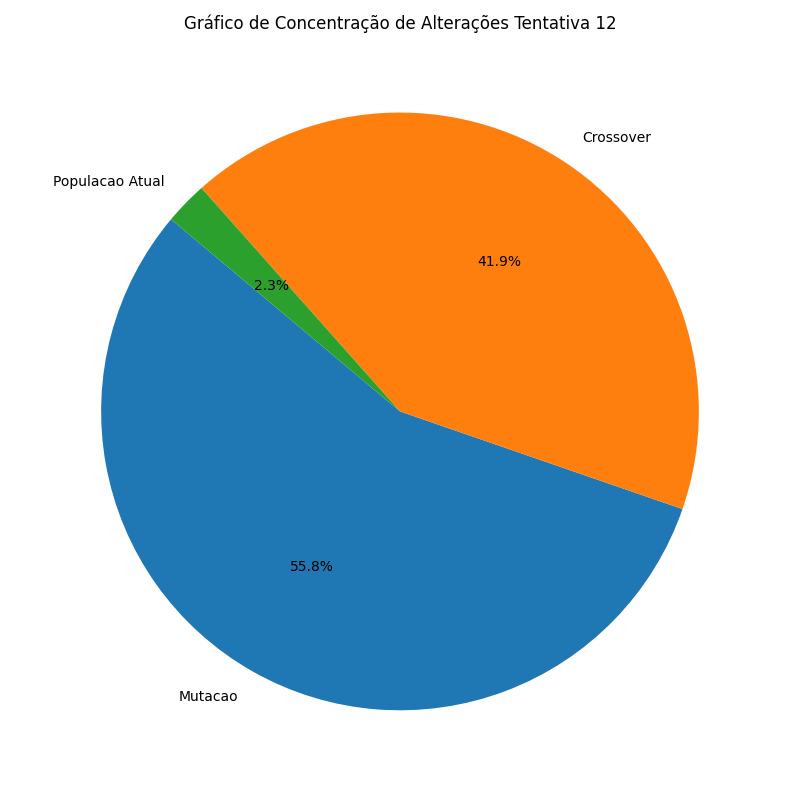 Gráfico de Concentração de Alterações Tentativa 12
Crossover
Populacao Atual
41.9%
2.3%
55.8%
Mutacao